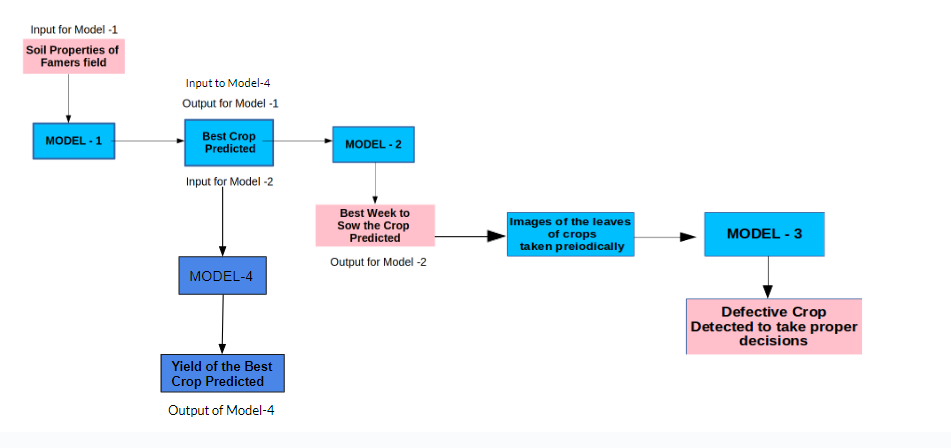 Input for Model -1
Soil Properties of
Famers field
Input to Model-4
Output for Model -1
MODEL - 1
Best Crop
Predicted
MODEL - 2
Input for Model -2
Best Week to
Sow the Crop
Predicted
Output for Model -2
Images of the leaves
of crops
taken preiodically
MODEL - 3
MODEL-4
Defective Crop
Detected to take proper
decisions
Yield of the Best
Crop Predicted
Output of Model-4